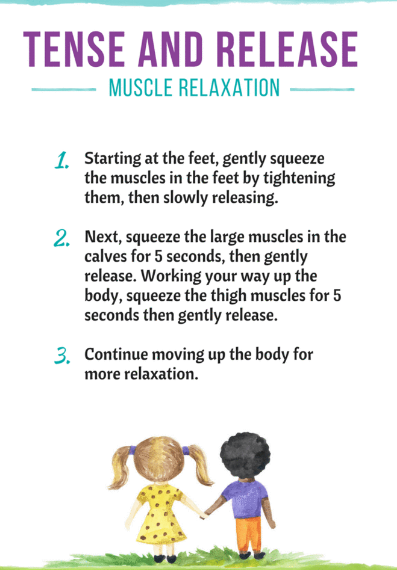 TENSE AND RELEASE
MUSCLE RELAXATION
1. Starting at the feet, gently squeeze
the muscles in the feet by tightening
them, then slowly releasing.
2. Next, squeeze the large muscles in the
calves for 5 seconds, then gently
release. Working your way up the
body, squeeze the thigh muscles for 5
seconds then gently release.
3. Continue moving up the body for
more relaxation.